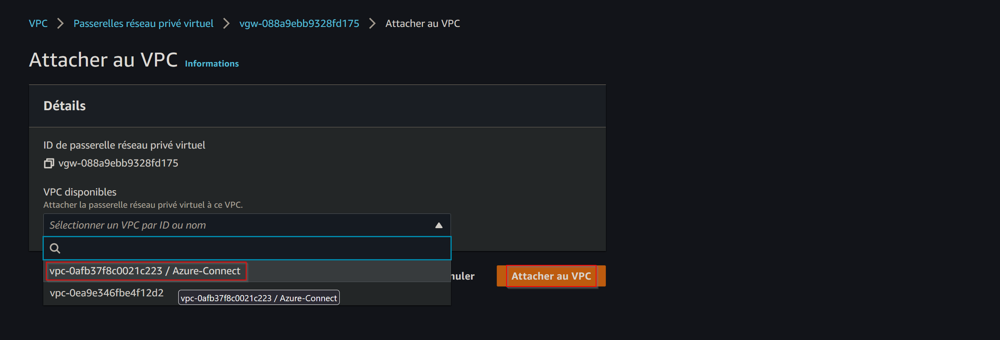 VPC > Passerelles réseau privé virtuel > vgw-088a9ebb9328fd175 > Attacher au VPC
Attacher au VPC Informations
Détails
ID de passerelle réseau privé virtuel
vgw-088a9ebb9328fd175
VPC disponibles
Attacher la passerelle réseau privé virtuel à ce VPC.
Sélectionner un VPC par ID ou nom
vpc-0afb37f8c0021c223 / Azure-Connect
nuler Attacher au VPC
vpc-0ea9e346fbe4f12d2
vpc-0afb37f8c0021c223 / Azure-Connect